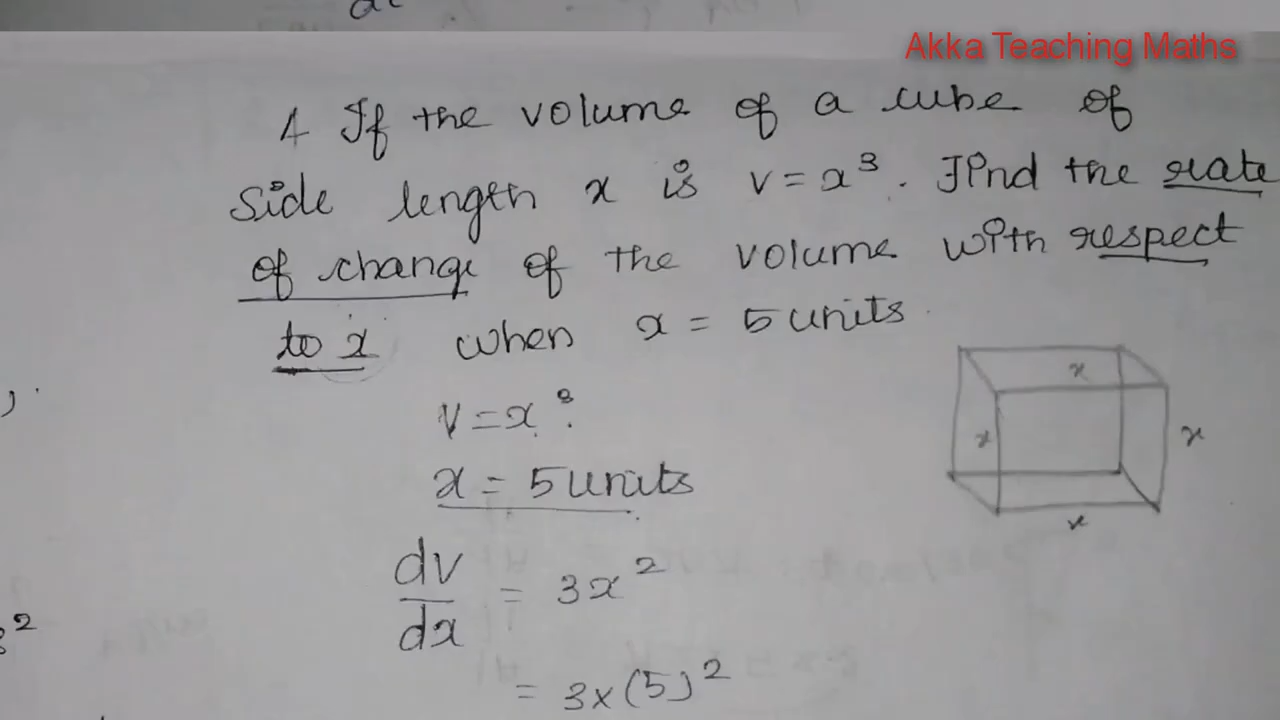 Akka Teaching Maths
4 If the volume of a cube of
side length x is v = x³. Find the rate
of change of the volume with respect
to x when x = 5 units.
V = x³.
x = 5 units
dv/dx = 3x²
= 3x(5)²
x
x
x
x
2